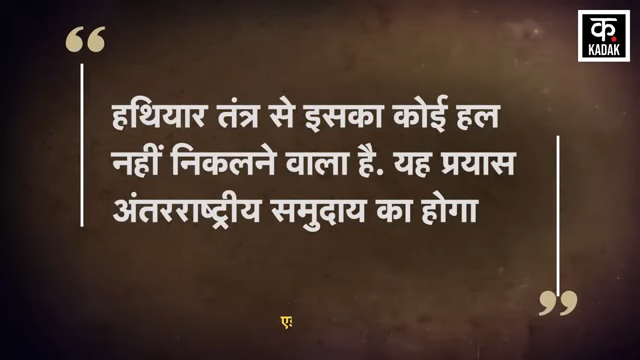 क.
KADAK
हथियार तंत्र से इसका कोई हल
नहीं निकलने वाला है. यह प्रयास
अंतरराष्ट्रीय समुदाय का होगा